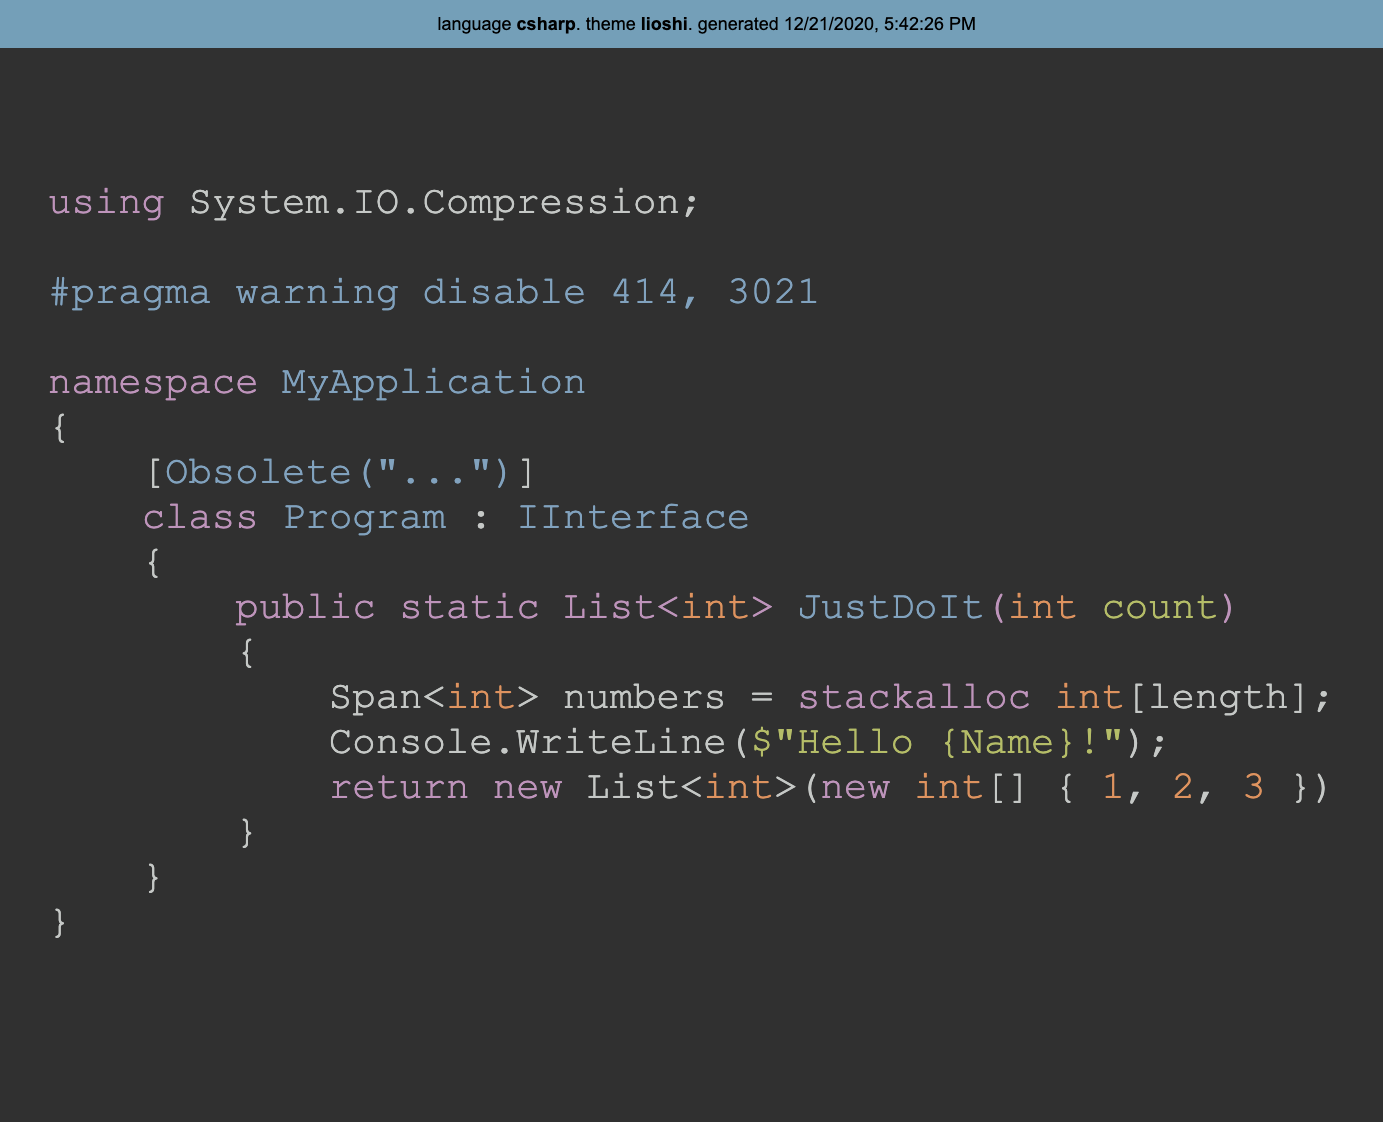 language csharp. theme lioshi. generated 12/21/2020, 5:42:26 PM
using System.IO.Compression;
#pragma warning disable 414, 3021
namespace MyApplication
{
    [Obsolete("...")]
    class Program : IInterface
    {
        public static List<int> JustDoIt(int count)
        {
            Span<int> numbers = stackalloc int[length];
            Console.WriteLine($"Hello {Name}!");
            return new List<int>(new int[] { 1, 2, 3 })
        }
    }
}